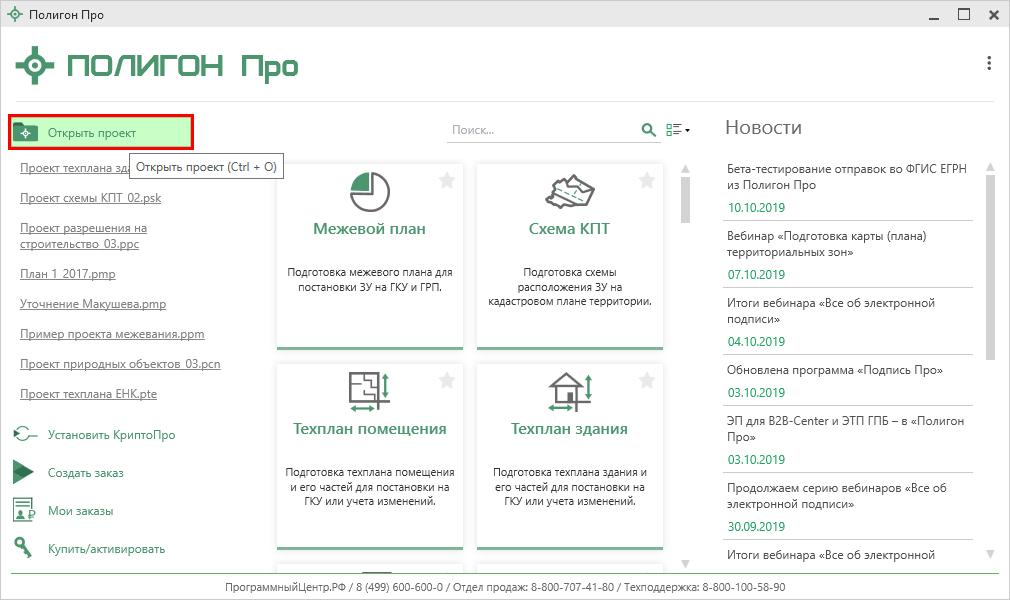 Полигон Про
ПОЛИГОН Про
Открыть проект
Открыть проект (Ctrl + O)
Проект техплана зда
Проект схемы КПТ_02.psk
Проект разрешения на
строительство_03.ppc
План 1_2017.pmp
Уточнение Макушева.pmp
Пример проекта межевания.ppm
Проект природных объектов_03.pcn
Проект техплана ЕНК.pte
Установить КриптоПро
Создать заказ
Мои заказы
Купить/активировать
Поиск...
Межевой план
Подготовка межевого плана для
постановки ЗУ на ГКУ и ГРП.
Схема КПТ
Подготовка схемы
расположения ЗУ на
кадастровом плане территории.
Техплан помещения
Подготовка техплана помещения
и его частей для постановки на
ГКУ или учета изменений.
Техплан здания
Подготовка техплана здания и
его частей для постановки на
ГКУ или учета изменений.
Новости
Бета-тестирование отправок во ФГИС ЕГРН
из Полигон Про
10.10.2019
Вебинар «Подготовка карты (плана)
территориальных зон»
07.10.2019
Итоги вебинара «Все об электронной
подписи»
04.10.2019
Обновлена программа «Подпись Про»
03.10.2019
ЭП для B2B-Center и ЭТП ГПБ – в «Полигон
Про»
03.10.2019
Продолжаем серию вебинаров «Все об
электронной подписи»
30.09.2019
Итоги вебинара «Все об электронной
ПрограммныйЦентр.РФ / 8 (499) 600-600-0 / Отдел продаж: 8-800-707-41-80 / Техподдержка: 8-800-100-58-90